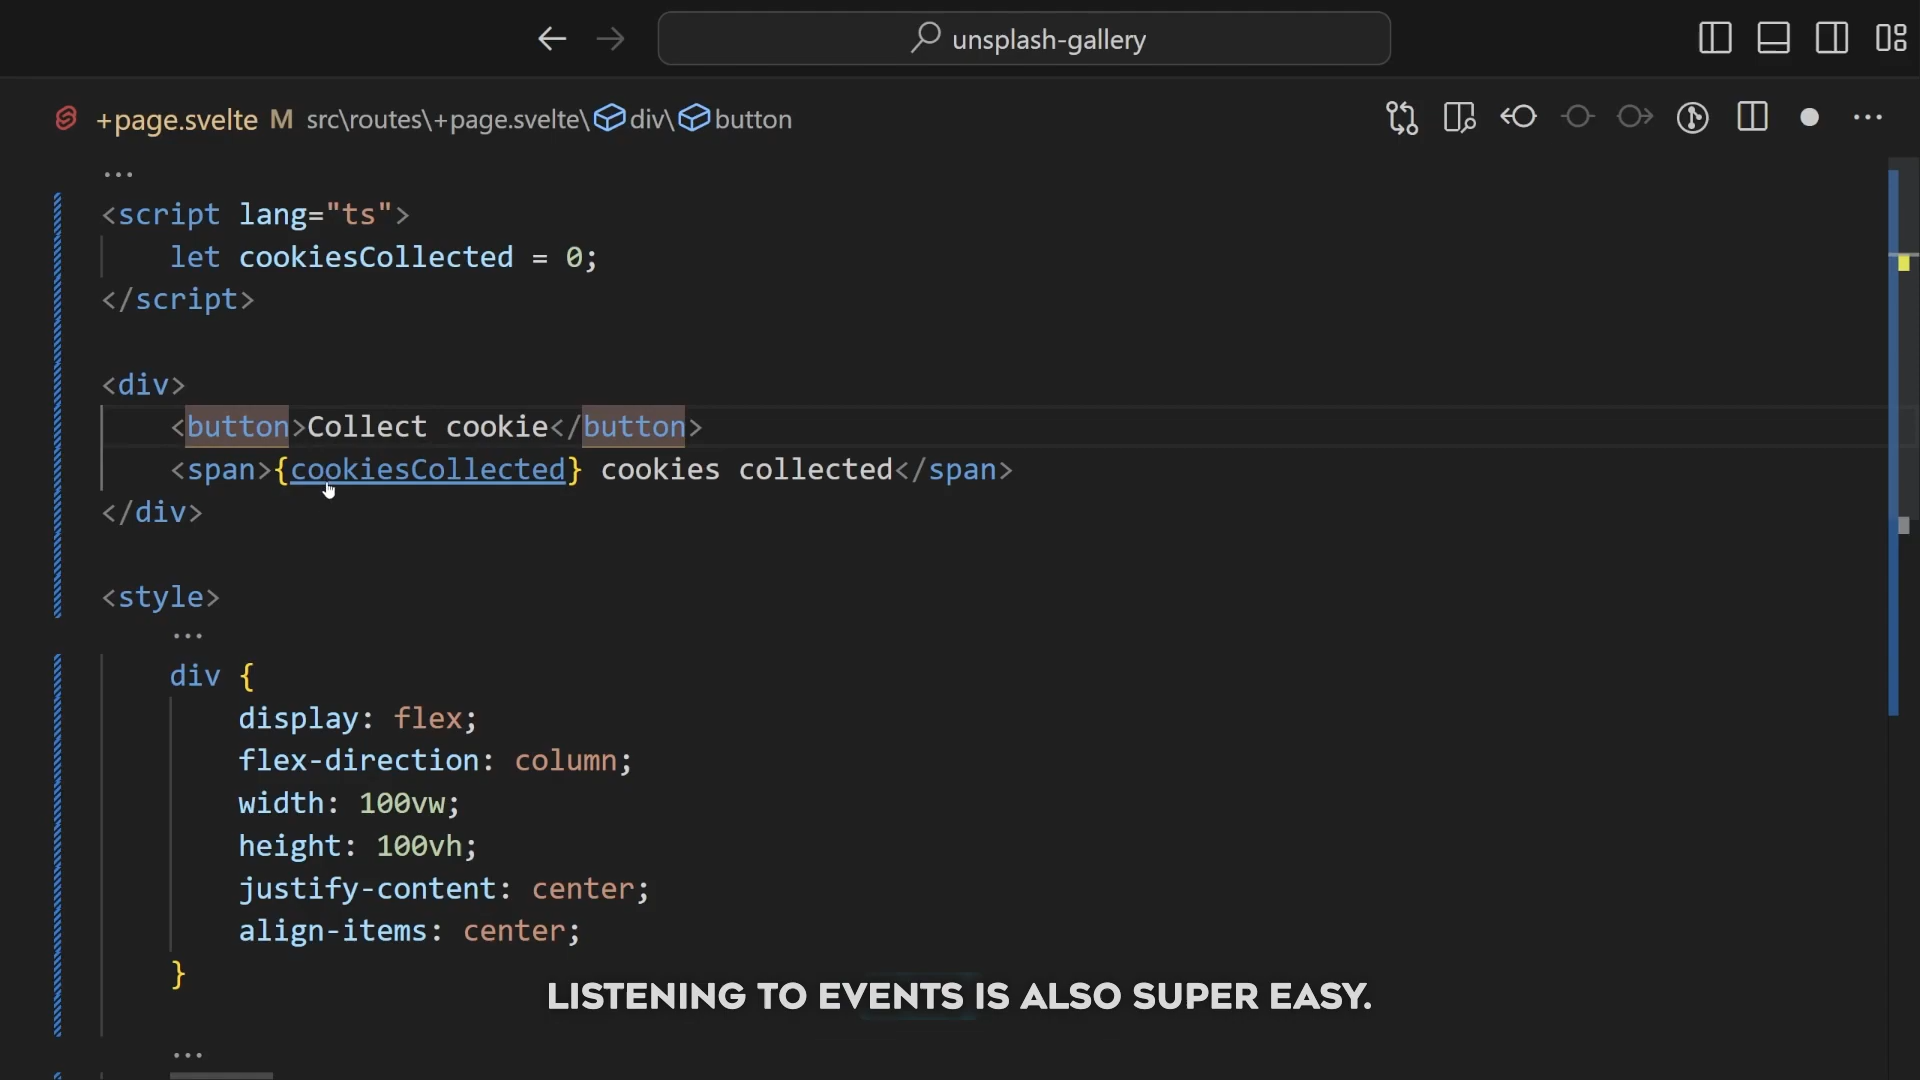 unsplash-gallery
+page.svelte M src\routes\+page.svelte\div\button
...
<script lang="ts">
let cookiesCollected = 0;
</script>
<div>
<button>Collect cookie</button>
<span>{cookiesCollected} cookies collected</span>
</div>
<style>
...
div {
display: flex;
flex-direction: column;
width: 100vw;
height: 100vh;
justify-content: center;
align-items: center;
}
LISTENING TO EVENTS IS ALSO SUPER EASY.
...